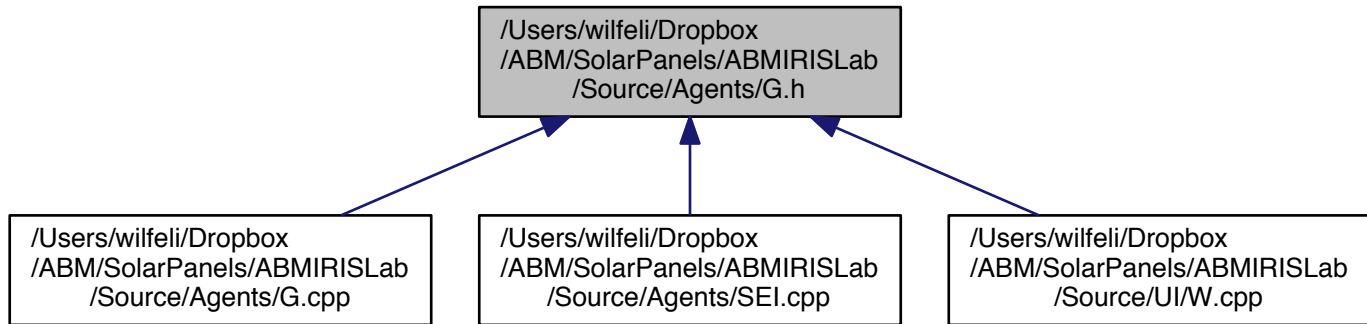 /Users/wilfeli/Dropbox
/ABM/SolarPanels/ABMIRISLab
/Source/Agents/G.h
/Users/wilfeli/Dropbox
/ABM/SolarPanels/ABMIRISLab
/Source/Agents/G.cpp
/Users/wilfeli/Dropbox
/ABM/SolarPanels/ABMIRISLab
/Source/Agents/SEI.cpp
/Users/wilfeli/Dropbox
/ABM/SolarPanels/ABMIRISLab
/Source/UI/W.cpp